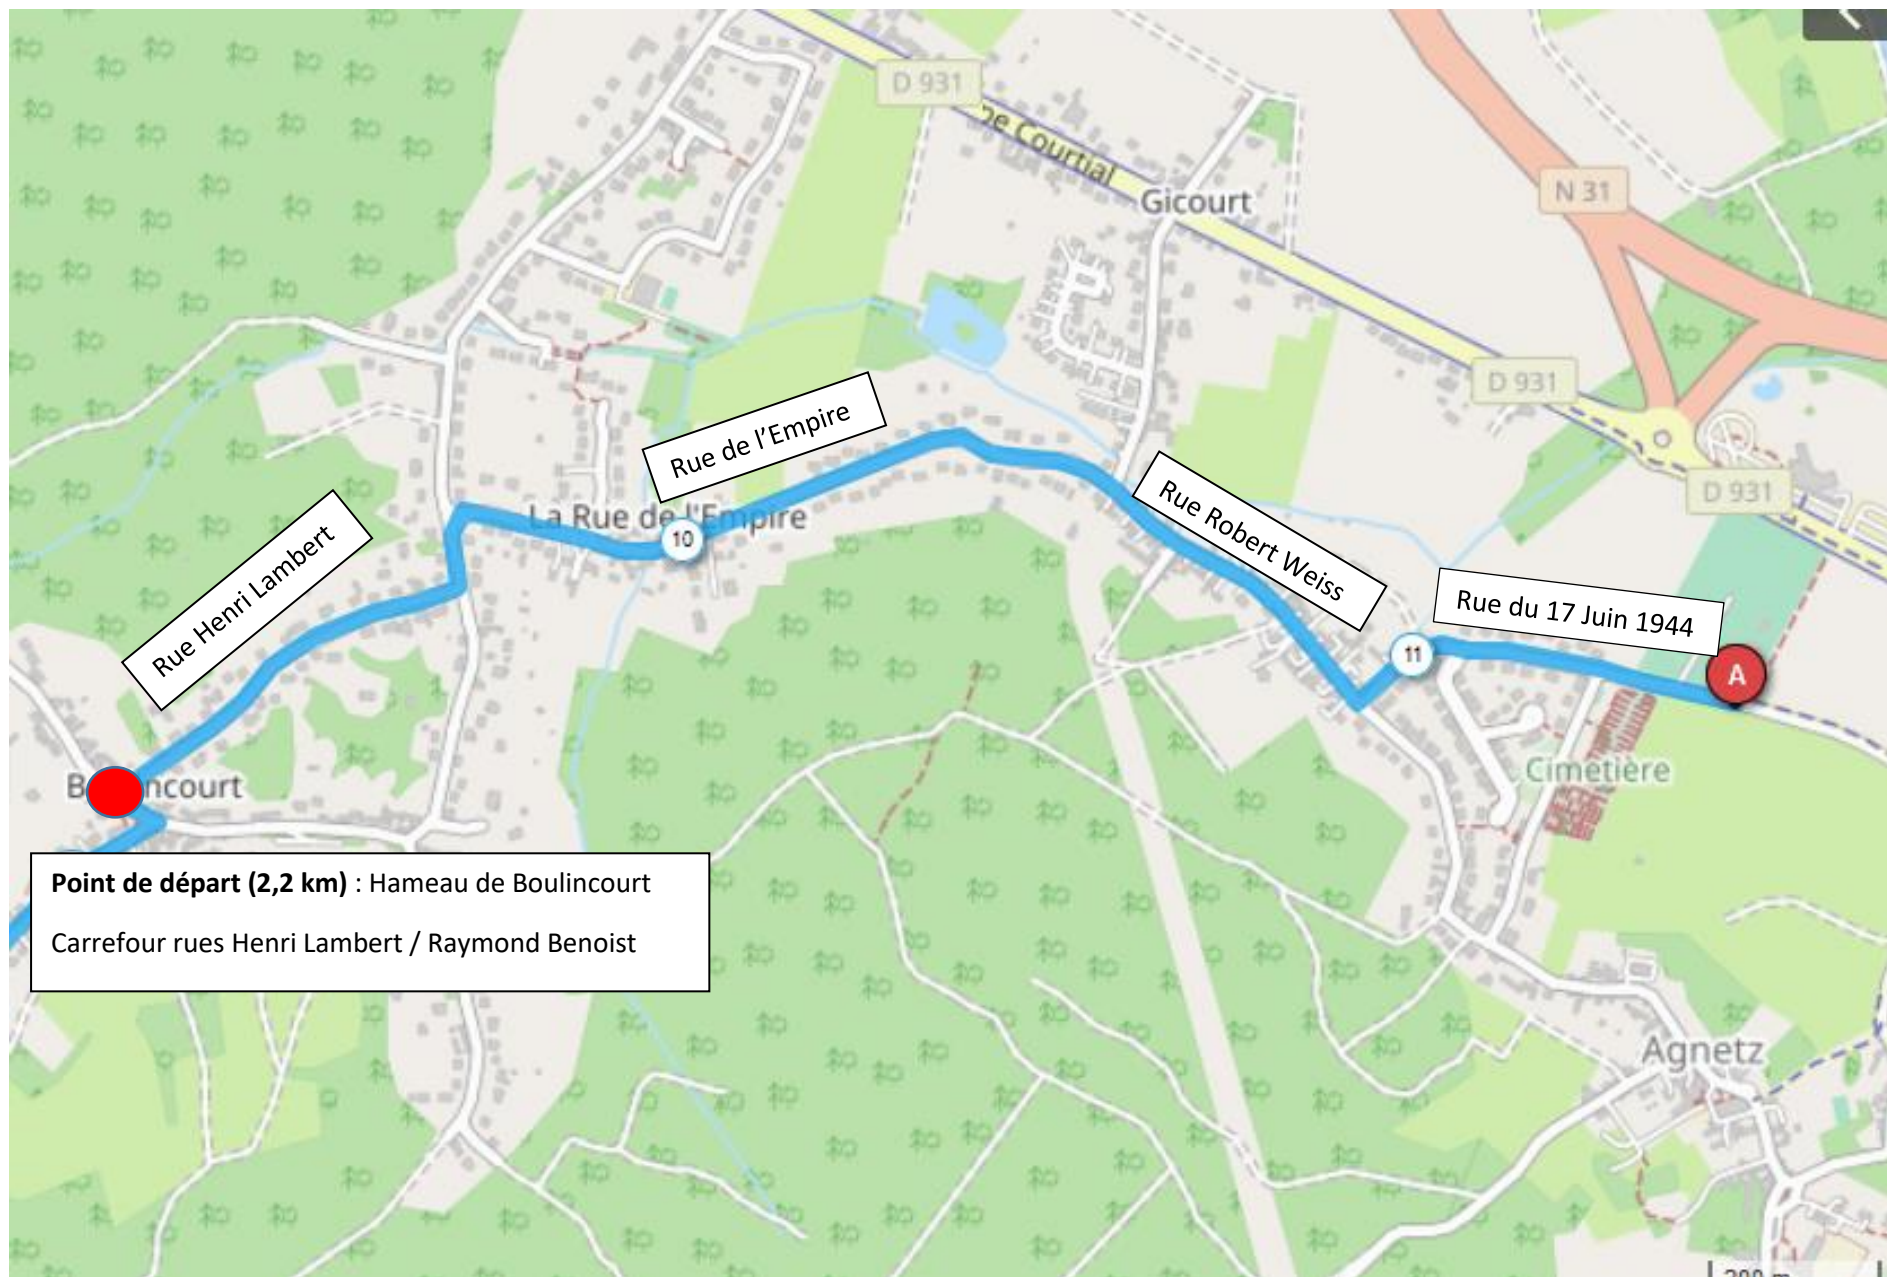 D 931
De Courtial
Gicourt
N 31
D 931
Rue de l'Empire
D 931
La Rue de l'Empire
10
Rue Robert Weiss
Rue Henri Lambert
11
Rue du 17 Juin 1944
A
Cimetière
ncourt
Point de départ (2,2 km) : Hameau de Boulincourt
Carrefour rues Henri Lambert / Raymond Benoist
Agnetz